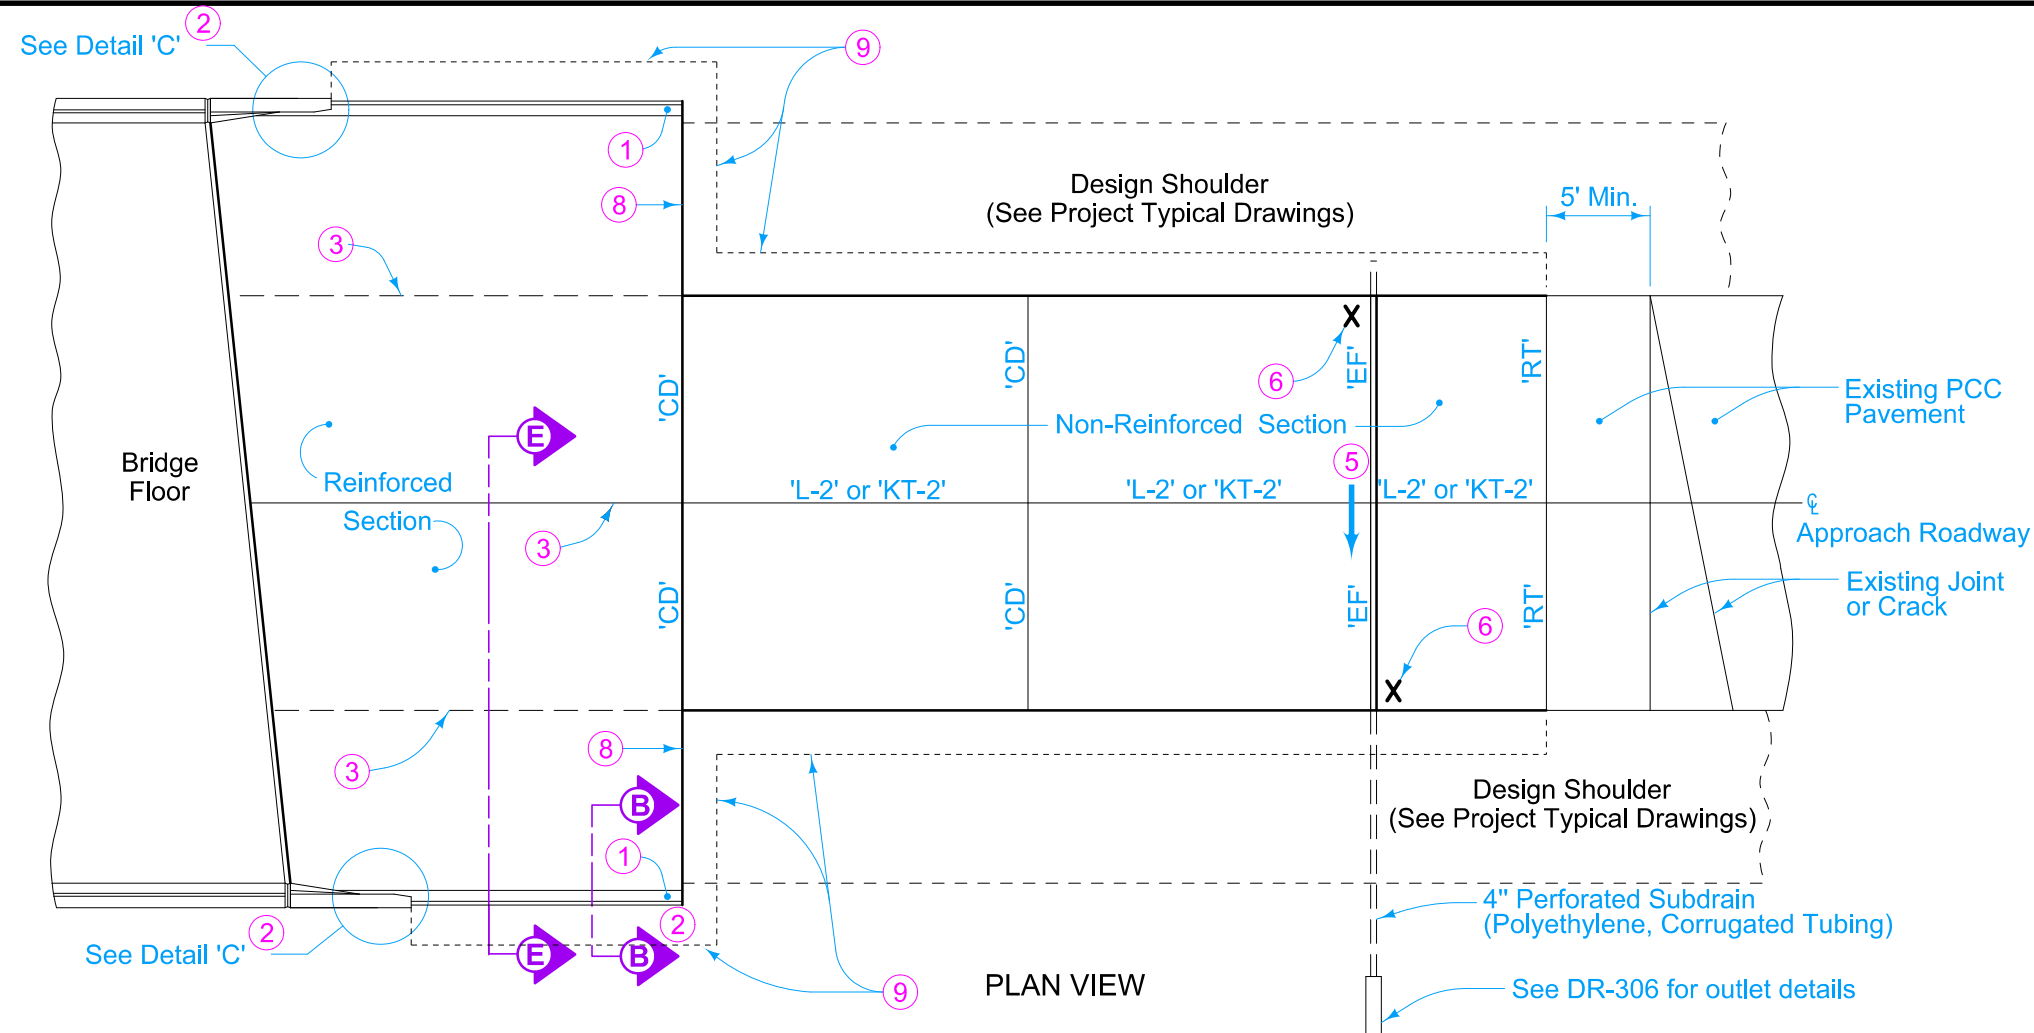 2
See Detail 'C'
9
1
Design Shoulder
(See Project Typical Drawings)
5' Min.
8
3
'CD'
'CD'
'EF'
'RT'
6
Existing PCC
Pavement
E
Non-Reinforced Section
Bridge
Floor
Reinforced
Section
5
'L-2' or 'KT-2'
'L-2' or 'KT-2'
'L-2' or 'KT-2'
℄
Approach Roadway
3
'CD'
'CD'
'EF'
'RT'
Existing Joint
or Crack
6
X
X
8
3
B
Design Shoulder
(See Project Typical Drawings)
1
2
2
See Detail 'C'
E
B
9
PLAN VIEW
4" Perforated Subdrain
(Polyethylene, Corrugated Tubing)
See DR-306 for outlet details